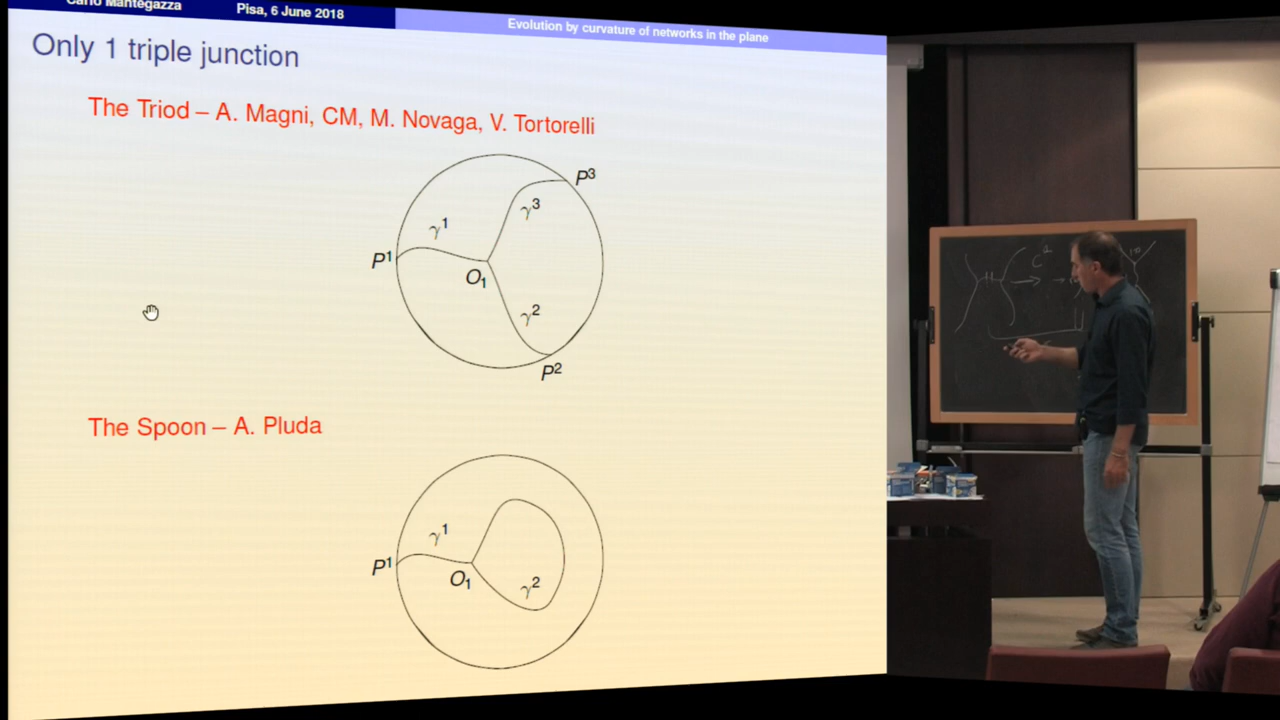 Carlo Mantegazza
Pisa, 6 June 2018
Evolution by curvature of networks in the plane
Only 1 triple junction
The Triod – A. Magni, CM, M. Novaga, V. Tortorelli
P³
γ³
γ¹
P¹
O₁
γ²
P²
The Spoon – A. Pluda
γ¹
P¹
O₁
γ²